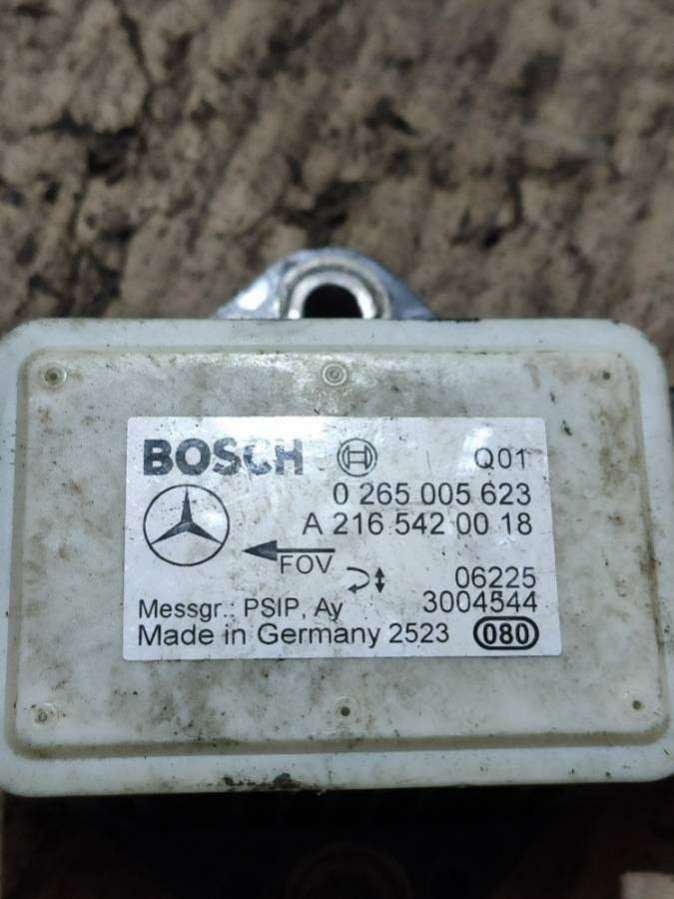 BOSCH Q01
0 265 005 623
A 216 542 00 18
FOV
06225
Messgr.: PSIP, Ay 3004544
Made in Germany 2523 080